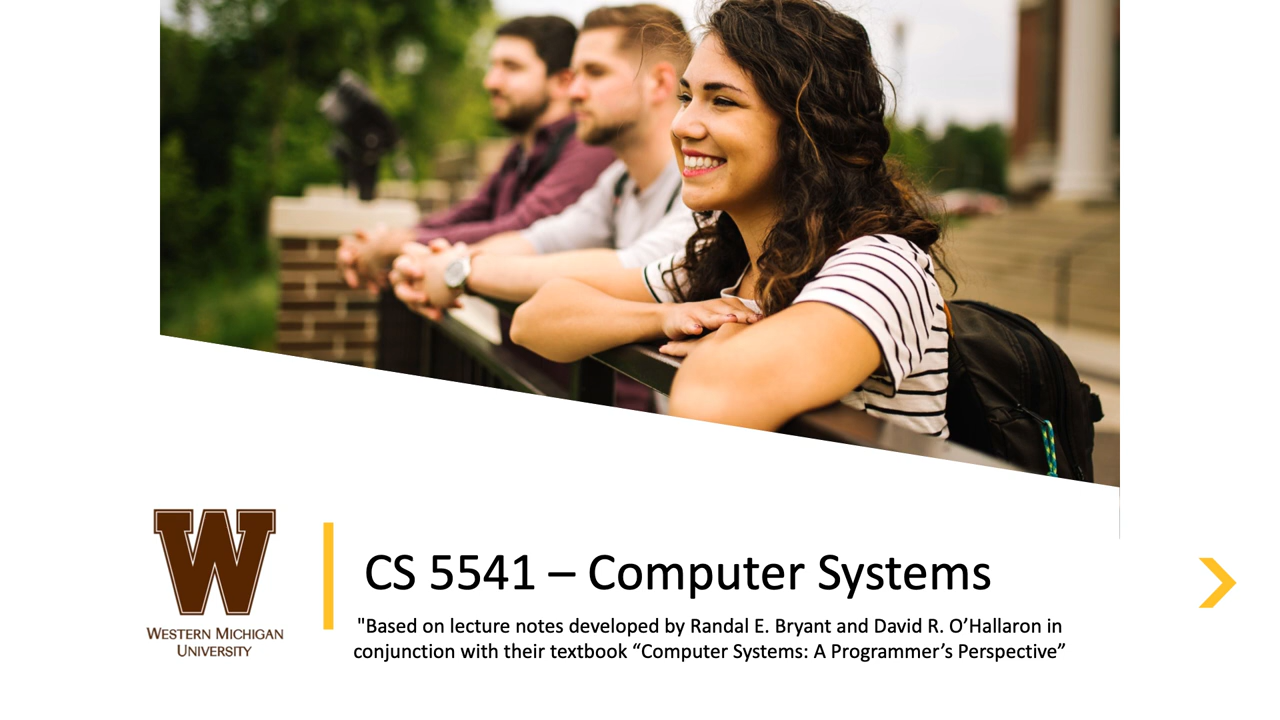 CS 5541 – Computer Systems
"Based on lecture notes developed by Randal E. Bryant and David R. O’Hallaron in
conjunction with their textbook “Computer Systems: A Programmer’s Perspective”
W
WESTERN MICHIGAN
UNIVERSITY